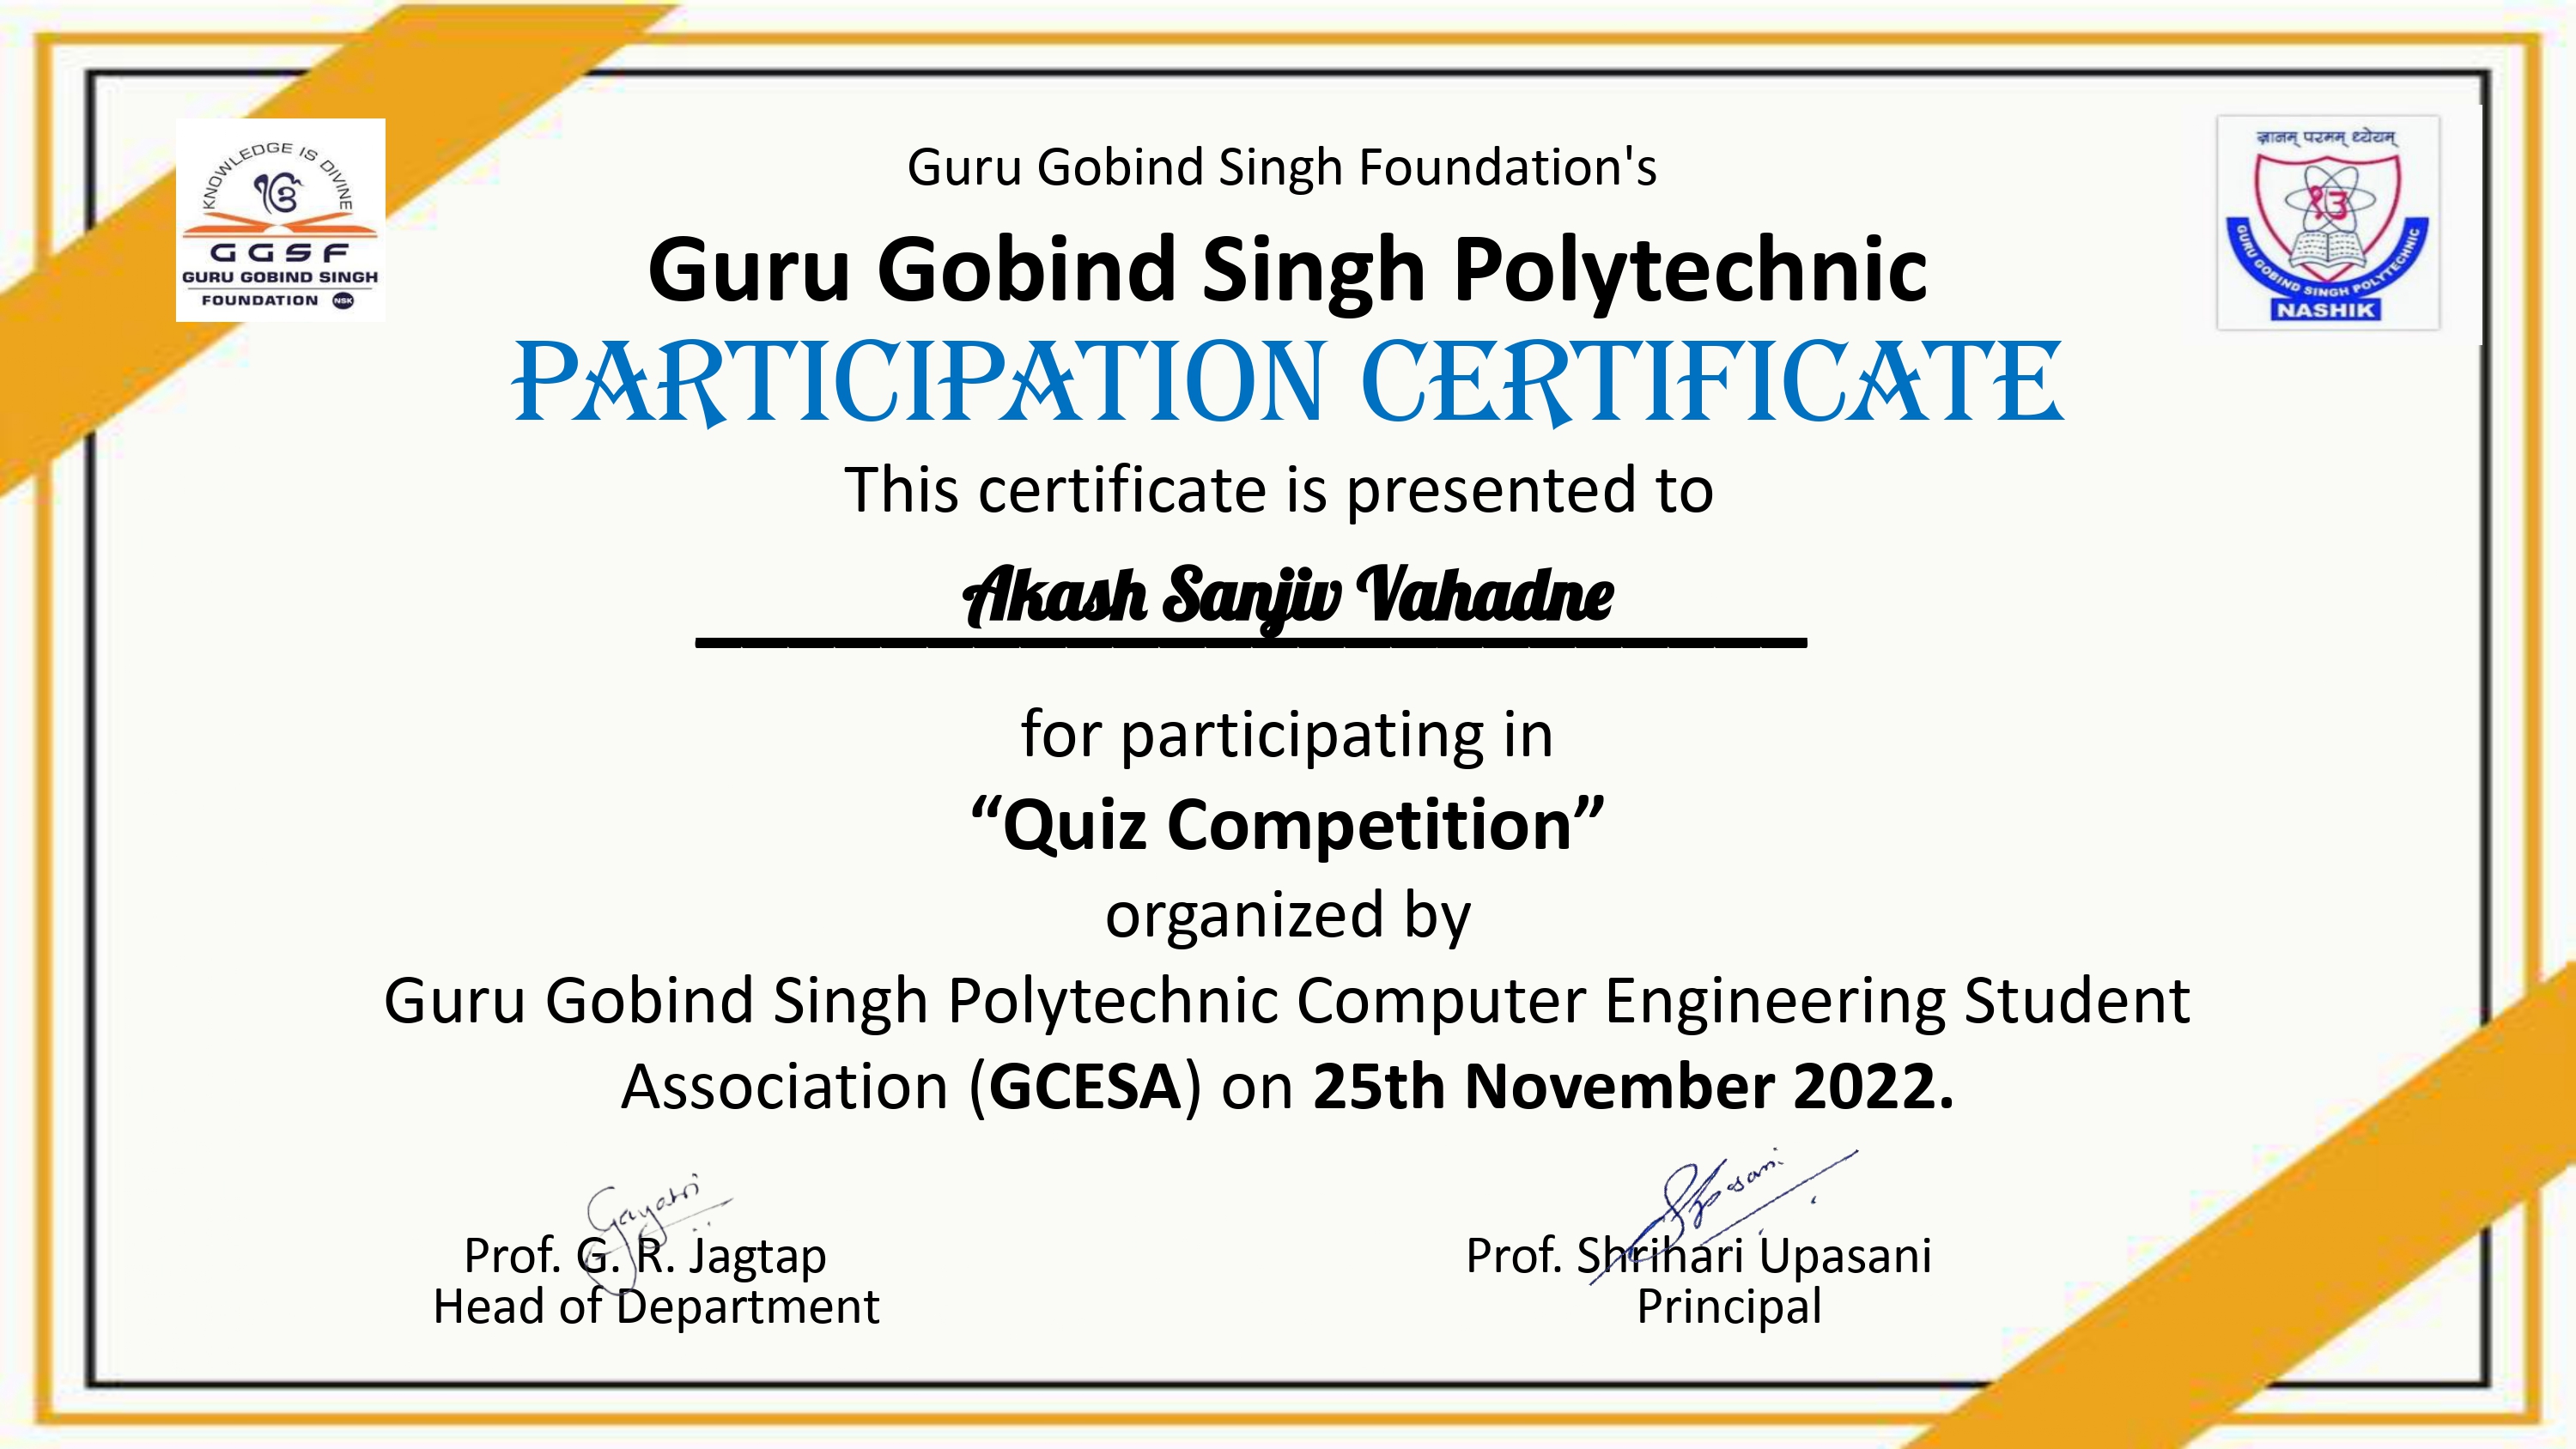 KNOWLEDGE IS DIVINE
ੴ
GGSF
GURU GOBIND SINGH
FOUNDATION NSK
ज्ञानम् परमम् ध्येयम्
ੴ
GURU GOBIND SINGH POLYTECHNIC
NASHIK
Guru Gobind Singh Foundation's
Guru Gobind Singh Polytechnic
PARTICIPATION CERTIFICATE
This certificate is presented to
Akash Sanjiv Vahadne
for participating in
“Quiz Competition”
organized by
Guru Gobind Singh Polytechnic Computer Engineering Student
Association (GCESA) on 25th November 2022.
Gayatri
Prof. G. R. Jagtap
Head of Department
Supasani
Prof. Shrihari Upasani
Principal